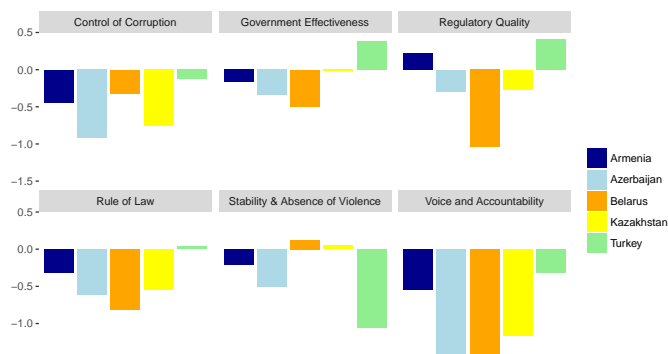 Control of Corruption Government Effectiveness Regulatory Quality
0.5
0.0
−0.5
−1.0
−1.5
Rule of Law Stability & Absence of Violence Voice and Accountability
0.5
0.0
−0.5
−1.0
Armenia
Azerbaijan
Belarus
Kazakhstan
Turkey